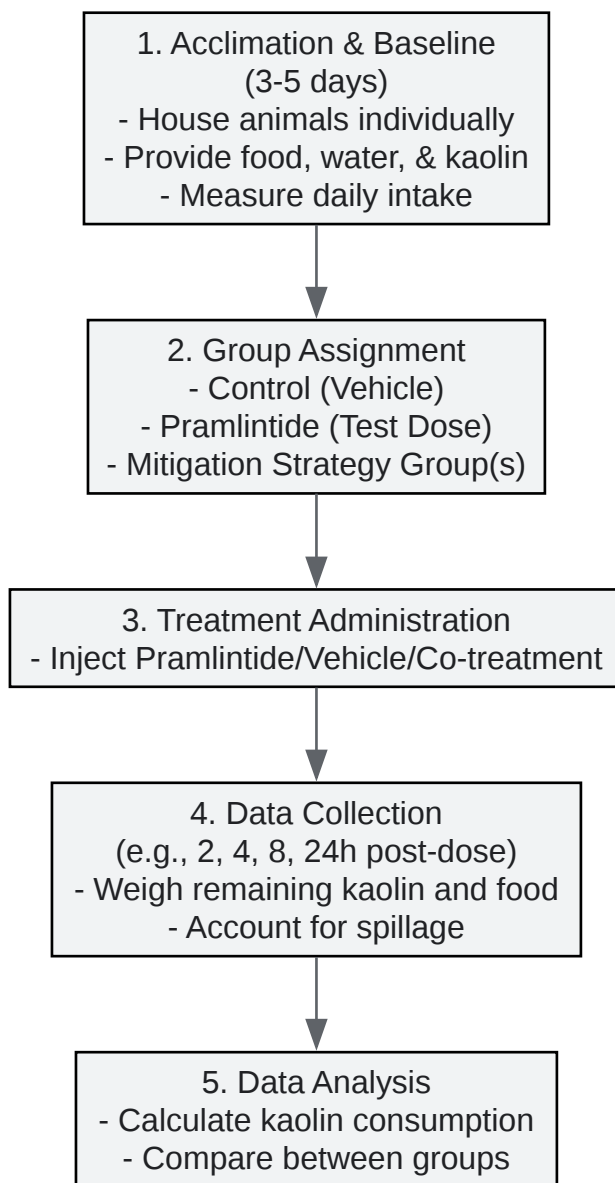 1. Acclimation & Baseline
(3-5 days)
- House animals individually
- Provide food, water, & kaolin
- Measure daily intake
2. Group Assignment
- Control (Vehicle)
- Pramlintide (Test Dose)
- Mitigation Strategy Group(s)
3. Treatment Administration
- Inject Pramlintide/Vehicle/Co-treatment
4. Data Collection
(e.g., 2, 4, 8, 24h post-dose)
- Weigh remaining kaolin and food
- Account for spillage
5. Data Analysis
- Calculate kaolin consumption
- Compare between groups